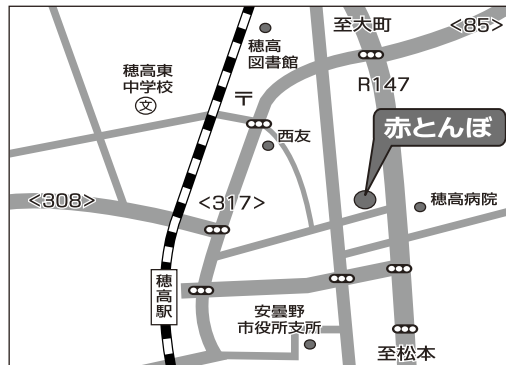 至大町
<85>
穂高
図書館
R147
穂高東
中学校
文
〒
西友
赤とんぼ
<308>
<317>
穂高病院
穂高駅
安曇野
市役所支所
至松本